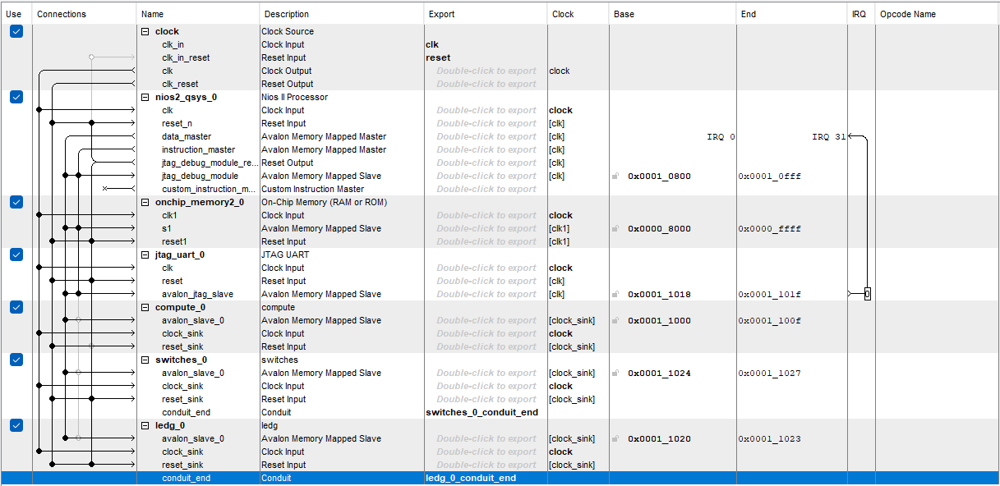 Use Connections Name Description Export Clock Base End IRQ Opcode Name
clock Clock Source
clk_in Clock Input clk
clk_in_reset Reset Input reset
clk Clock Output Double-click to export clock
clk_reset Reset Output Double-click to export
nios2_qsys_0 Nios II Processor
clk Clock Input Double-click to export clock
reset_n Reset Input Double-click to export [clk]
data_master Avalon Memory Mapped Master Double-click to export [clk] IRQ 0 IRQ 31
instruction_master Avalon Memory Mapped Master Double-click to export [clk]
jtag_debug_module_re... Reset Output Double-click to export [clk]
jtag_debug_module Avalon Memory Mapped Slave Double-click to export [clk] 0x0001_0800 0x0001_0fff
custom_instruction_m... Custom Instruction Master Double-click to export
onchip_memory2_0 On-Chip Memory (RAM or ROM)
clk1 Clock Input Double-click to export clock
s1 Avalon Memory Mapped Slave Double-click to export [clk1] 0x0000_8000 0x0000_ffff
reset1 Reset Input Double-click to export [clk1]
jtag_uart_0 JTAG UART
clk Clock Input Double-click to export clock
reset Reset Input Double-click to export [clk]
avalon_jtag_slave Avalon Memory Mapped Slave Double-click to export [clk] 0x0001_1018 0x0001_101f 0
compute_0 compute
avalon_slave_0 Avalon Memory Mapped Slave Double-click to export [clock_sink] 0x0001_1000 0x0001_100f
clock_sink Clock Input Double-click to export clock
reset_sink Reset Input Double-click to export [clock_sink]
switches_0 switches
avalon_slave_0 Avalon Memory Mapped Slave Double-click to export [clock_sink] 0x0001_1024 0x0001_1027
clock_sink Clock Input Double-click to export clock
reset_sink Reset Input Double-click to export [clock_sink]
conduit_end Conduit switches_0_conduit_end
ledg_0 ledg
avalon_slave_0 Avalon Memory Mapped Slave Double-click to export [clock_sink] 0x0001_1020 0x0001_1023
clock_sink Clock Input Double-click to export clock
reset_sink Reset Input Double-click to export [clock_sink]
conduit_end Conduit ledg_0_conduit_end